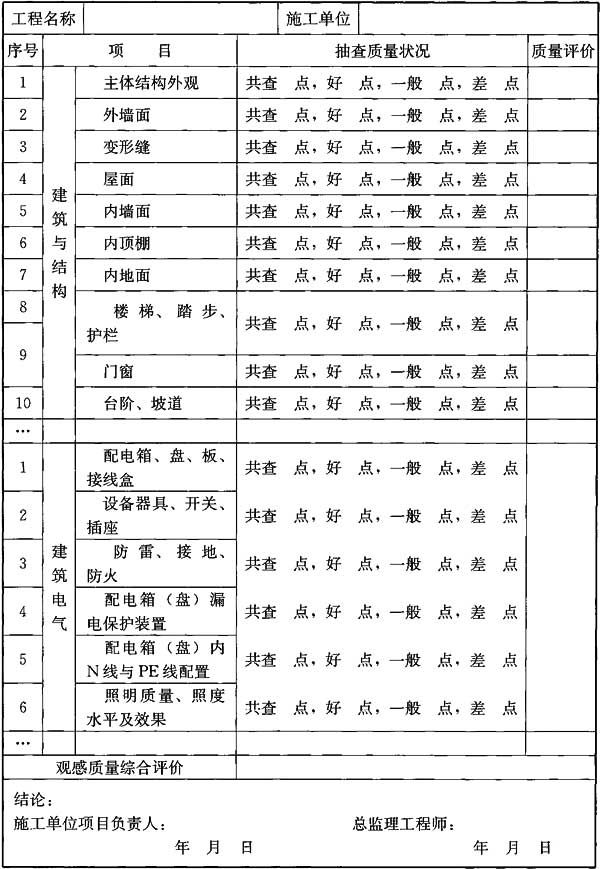 工程名称 施工单位
序号 项 目 抽查质量状况 质量评价
建筑与结构
1 主体结构外观 共查 点，好 点，一般 点，差 点
2 外墙面 共查 点，好 点，一般 点，差 点
3 变形缝 共查 点，好 点，一般 点，差 点
4 屋面 共查 点，好 点，一般 点，差 点
5 内墙面 共查 点，好 点，一般 点，差 点
6 内顶棚 共查 点，好 点，一般 点，差 点
7 内地面 共查 点，好 点，一般 点，差 点
8 楼梯、踏步、
护栏 共查 点，好 点，一般 点，差 点
9 门窗 共查 点，好 点，一般 点，差 点
10 台阶、坡道 共查 点，好 点，一般 点，差 点
…
建筑电气
1 配电箱、盘、板、
接线盒 共查 点，好 点，一般 点，差 点
2 设备器具、开关、
插座 共查 点，好 点，一般 点，差 点
3 防雷、接地、
防火 共查 点，好 点，一般 点，差 点
4 配电箱（盘）漏
电保护装置 共查 点，好 点，一般 点，差 点
5 配电箱（盘）内
N线与PE线配置 共查 点，好 点，一般 点，差 点
6 照明质量、照度
水平及效果 共查 点，好 点，一般 点，差 点
…
观感质量综合评价
结论：
施工单位项目负责人： 总监理工程师：
年 月 日 年 月 日